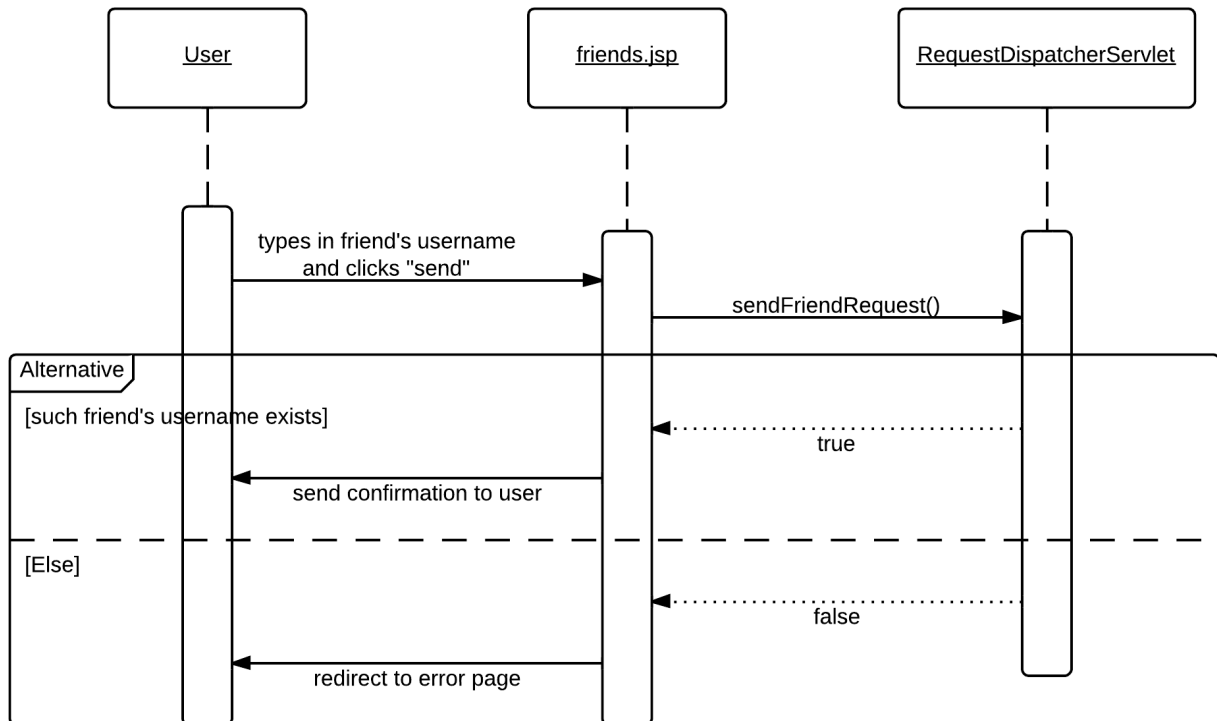 User
friends.jsp
RequestDispatcherServlet
types in friend's username
and clicks "send"
sendFriendRequest()
Alternative
[such friend's username exists]
true
send confirmation to user
[Else]
false
redirect to error page